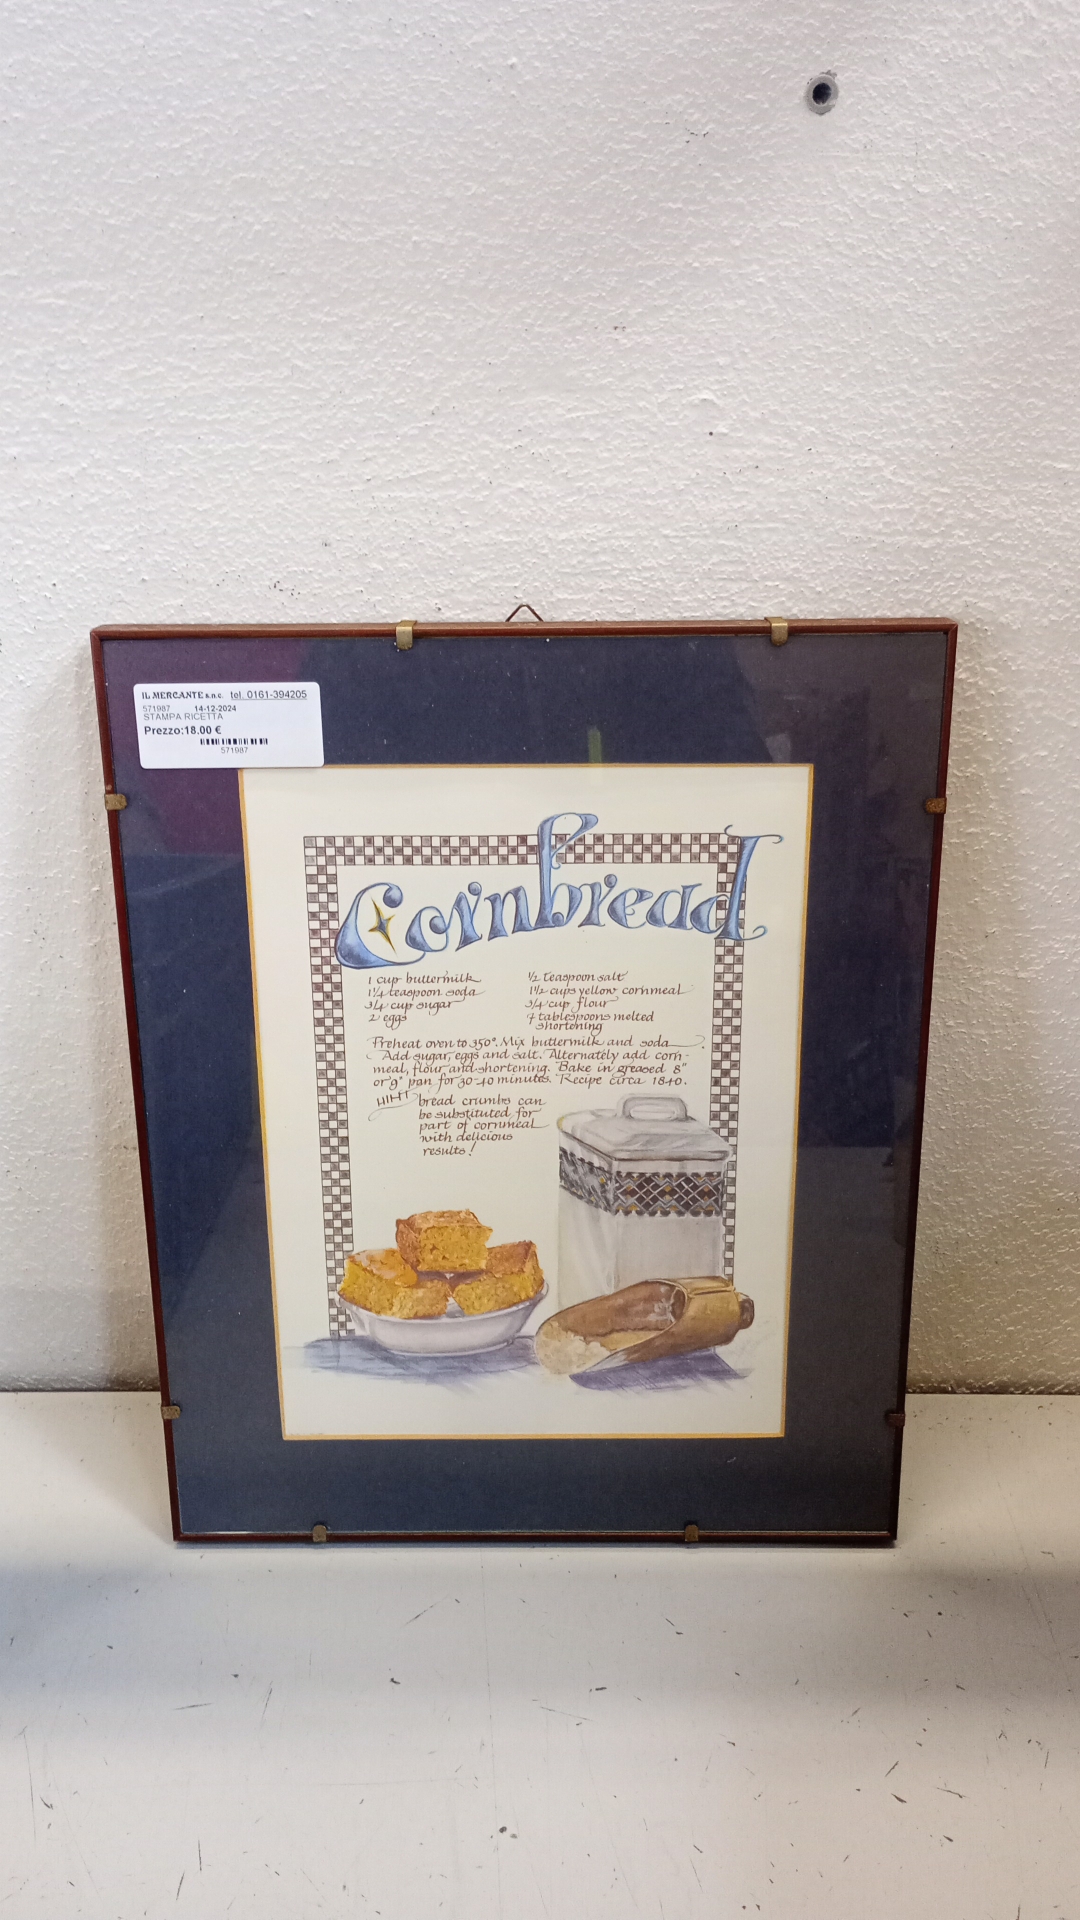 IL MERCANTE s.n.c. tel. 0161-394205
571987 14-12-2024
STAMPA RICETTA
Prezzo:18.00 €
571987
Cornbread
1 cup buttermilk
1¼ teaspoon soda
¾ cup sugar
2 eggs
½ teaspoon salt
1½ cups yellow cornmeal
¾ cup flour
7 tablespoons melted
shortening
Preheat oven to 350°. Mix buttermilk and soda.
Add sugar, eggs and salt. Alternately add corn-
meal, flour and shortening. Bake in greased 8"
or 9" pan for 30-40 minutes. Recipe circa 1840.
HINT bread crumbs can
be substituted for
part of cornmeal
with delicious
results!